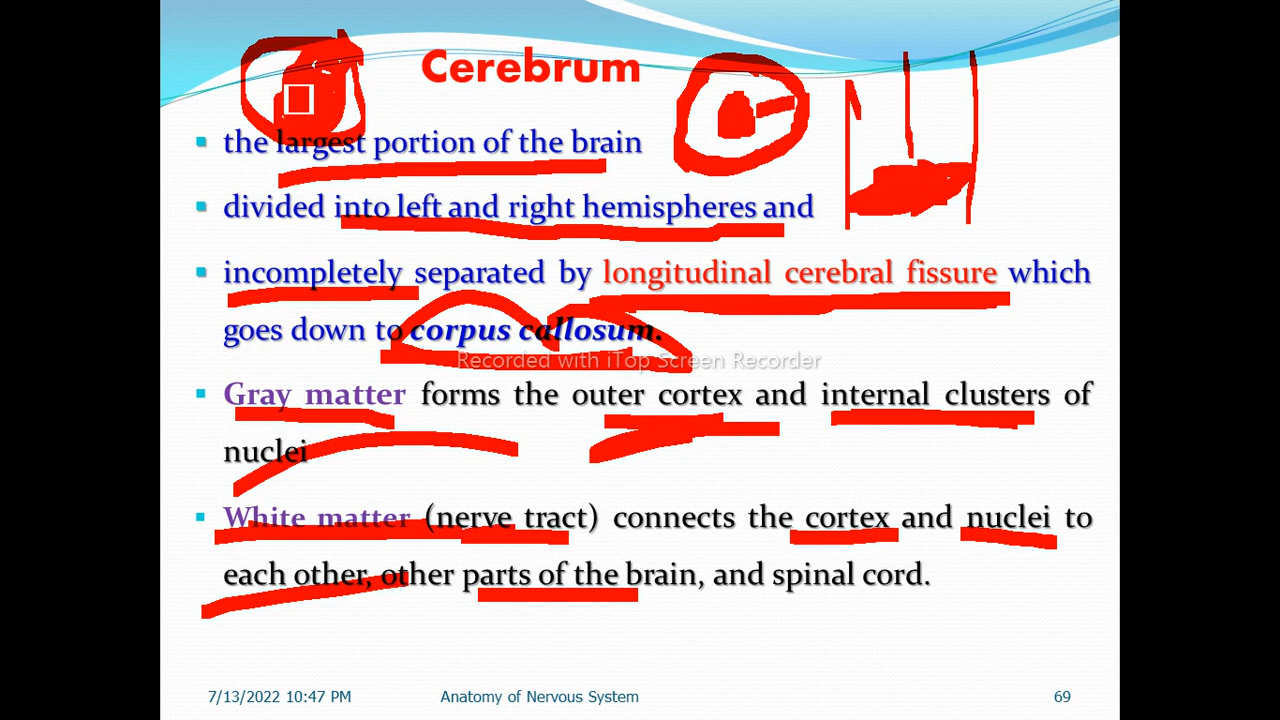 Cerebrum
the largest portion of the brain
divided into left and right hemispheres and
incompletely separated by longitudinal cerebral fissure which
goes down to corpus callosum.
Recorded with iTop Screen Recorder
Gray matter forms the outer cortex and internal clusters of
nuclei
White matter (nerve tract) connects the cortex and nuclei to
each other, other parts of the brain, and spinal cord.
7/13/2022 10:47 PM Anatomy of Nervous System 69